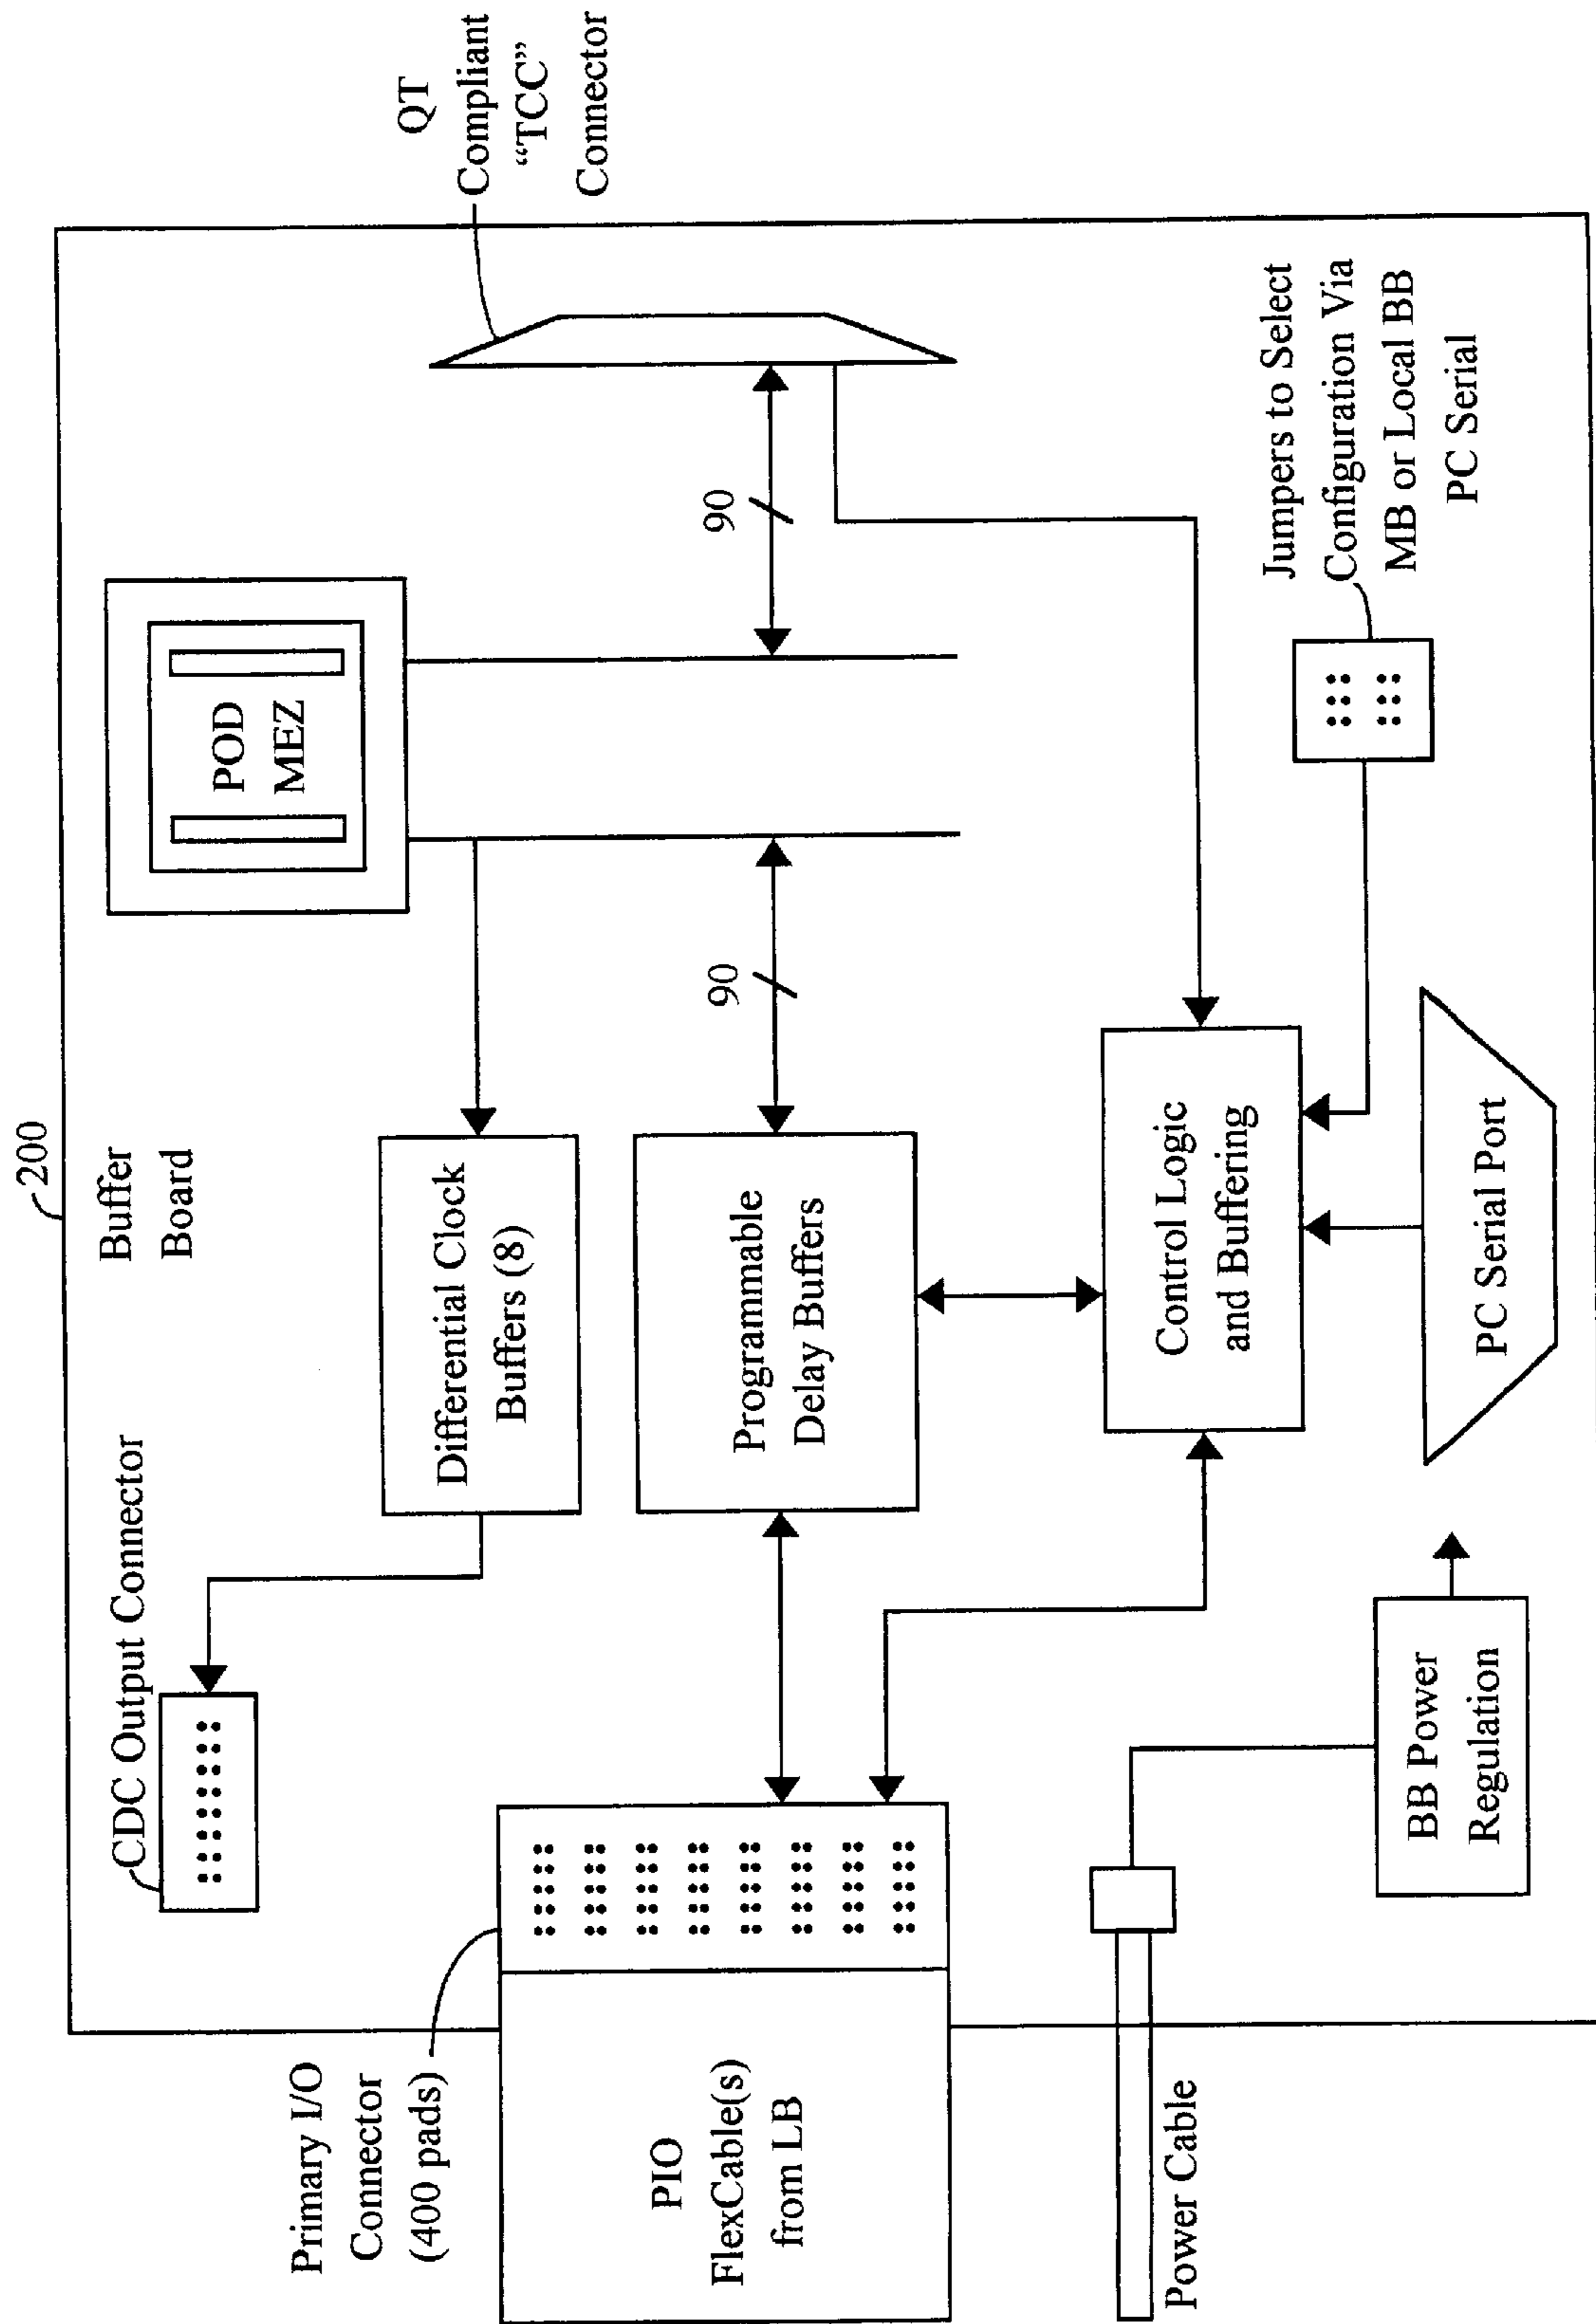 200
Buffer
Board
CDC Output Connector
POD
MEZ
QT
Compliant
“TCC”
Connector
Differential Clock
Buffers (8)
Primary I/O
Connector
(400 pads)
PIO
FlexCable(s)
from LB
Programmable
Delay Buffers
90
90
Control Logic
and Buffering
Jumpers to Select
Configuration Via
MB or Local BB
PC Serial
Power Cable
BB Power
Regulation
PC Serial Port